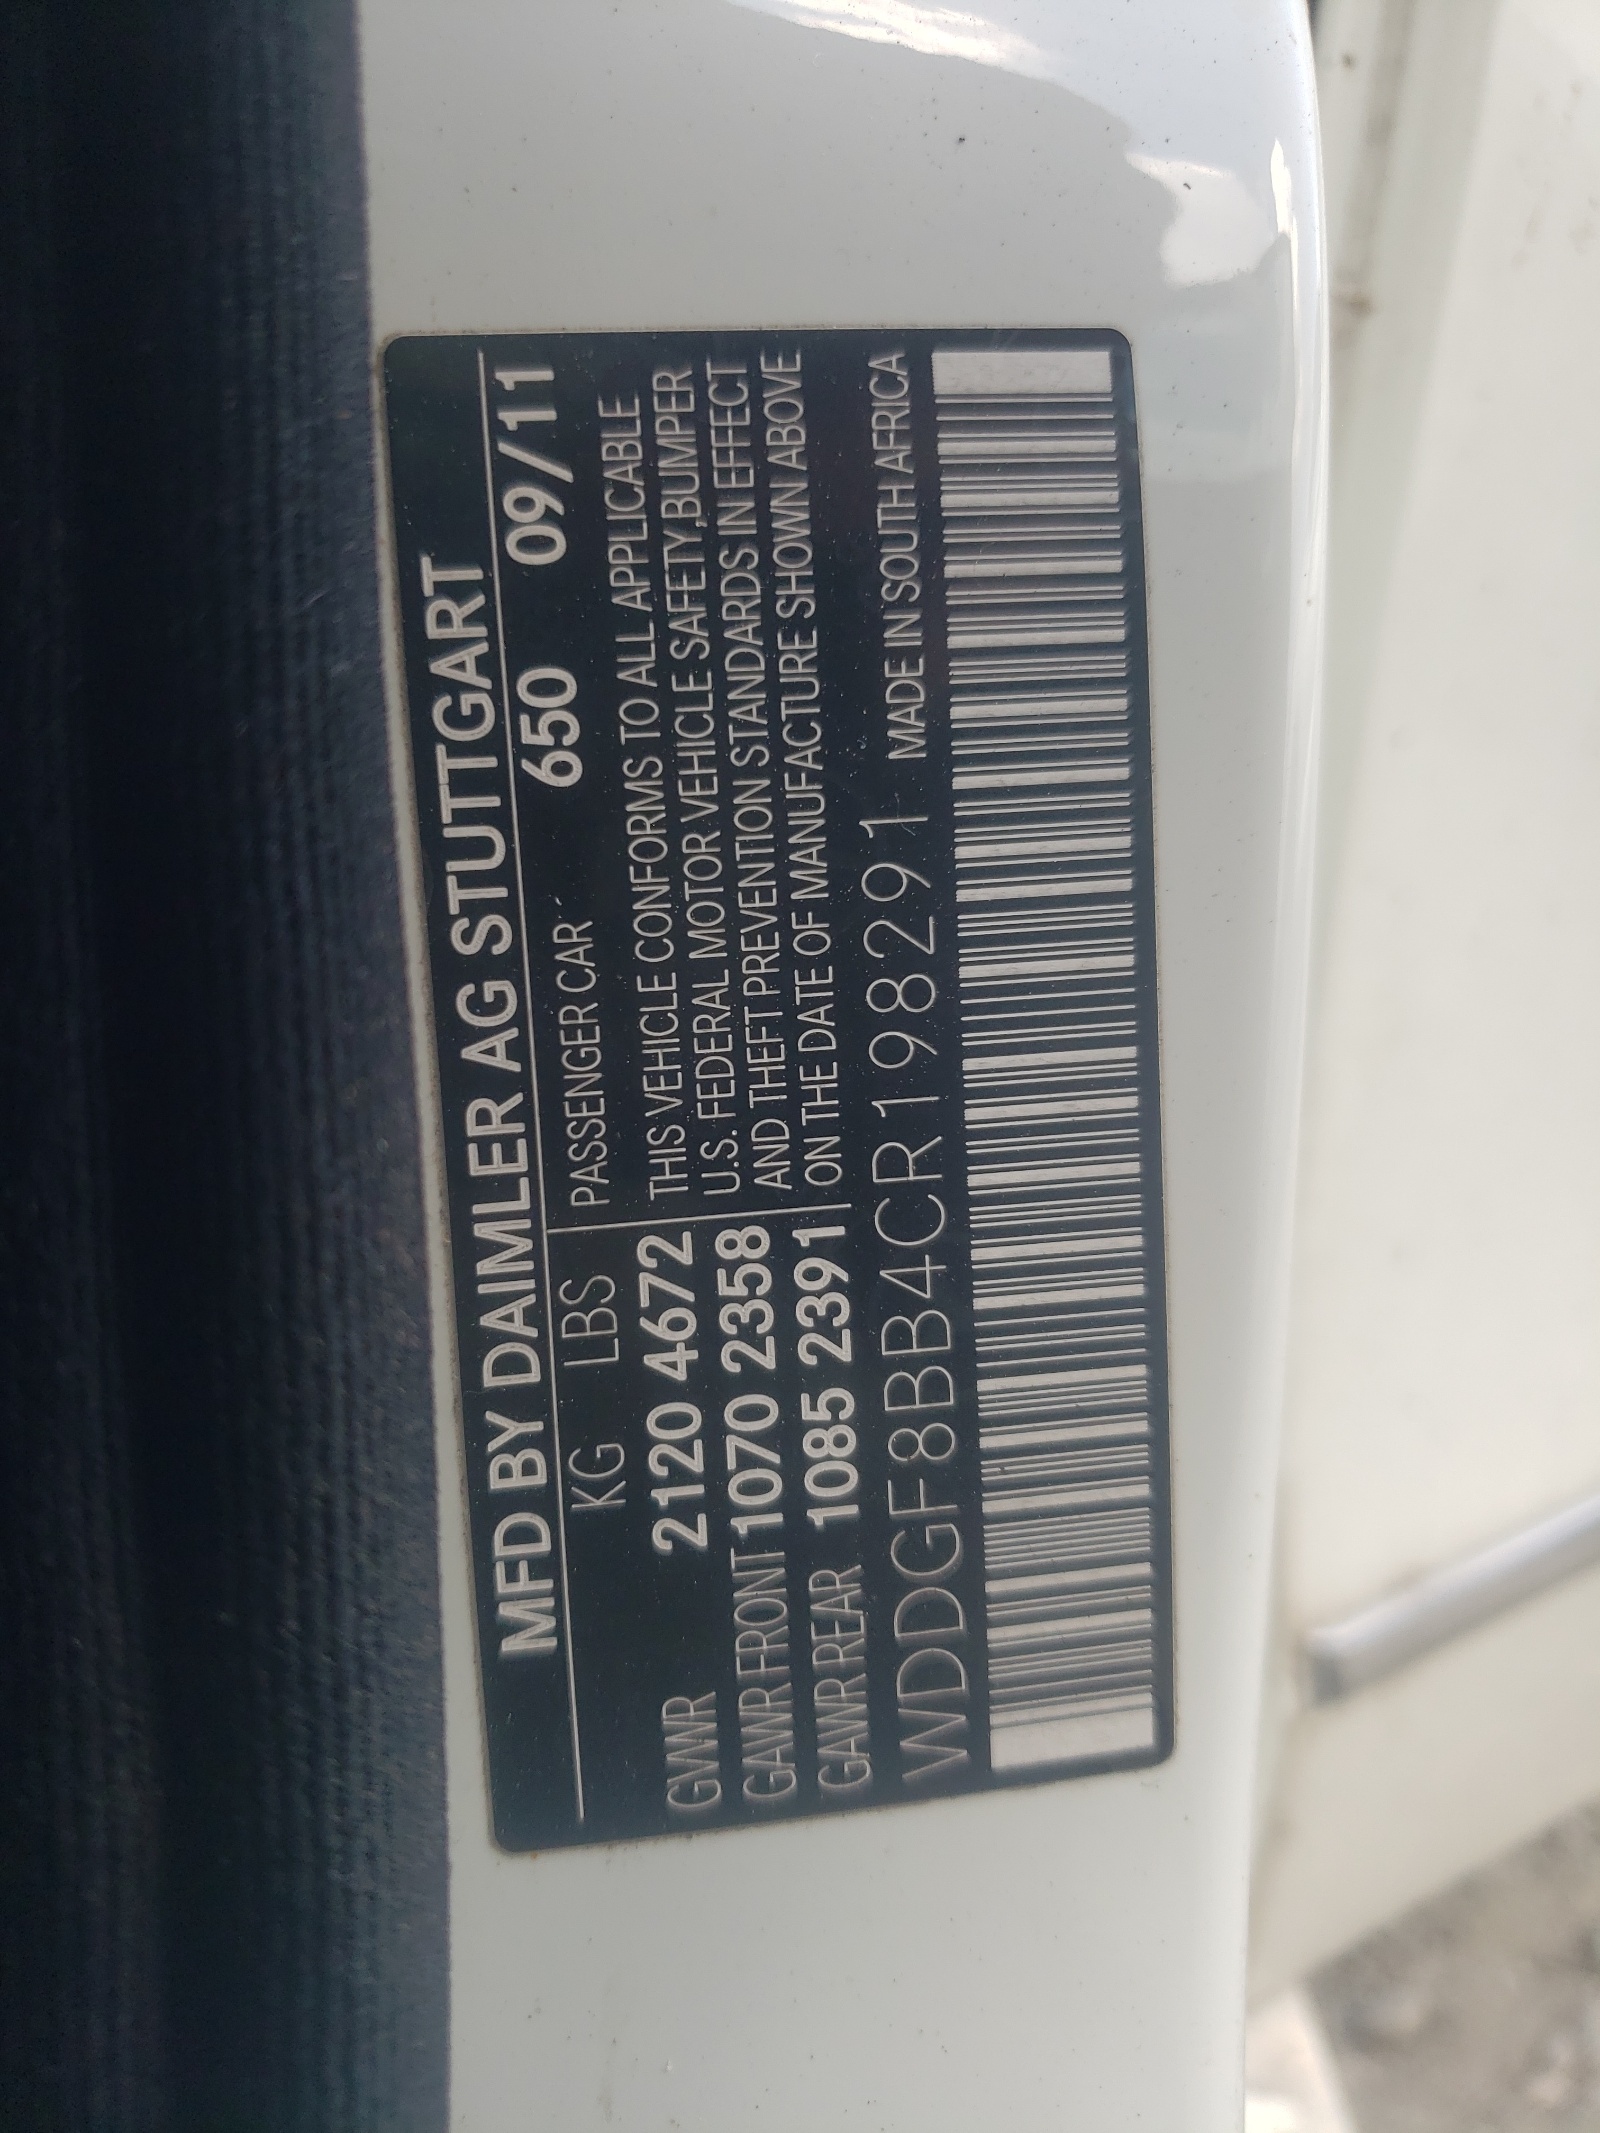 MFD BY DAIMLER AG STUTTGART
KG LBS PASSENGER CAR 650 09/11
GVWR 2120 4672 THIS VEHICLE CONFORMS TO ALL APPLICABLE
U.S. FEDERAL MOTOR VEHICLE SAFETY,BUMPER
GAWR FRONT 1070 2358 AND THEFT PREVENTION STANDARDS IN EFFECT
GAWR REAR 1085 2391 ON THE DATE OF MANUFACTURE SHOWN ABOVE
WDDGF8BB4CR198291 MADE IN SOUTH AFRICA